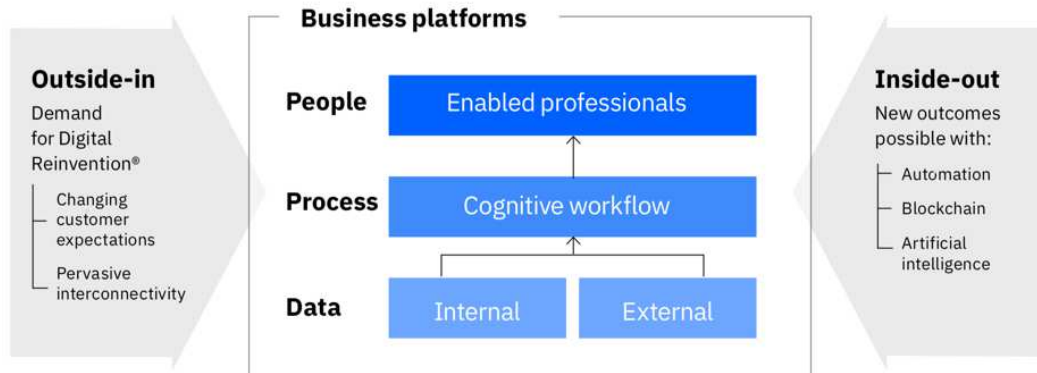 Business platforms
Outside-in
Demand
for Digital
Reinvention®
Changing
customer
expectations
Pervasive
interconnectivity
People
Enabled professionals
Process
Cognitive workflow
Data
Internal
External
Inside-out
New outcomes
possible with:
Automation
Blockchain
Artificial
intelligence